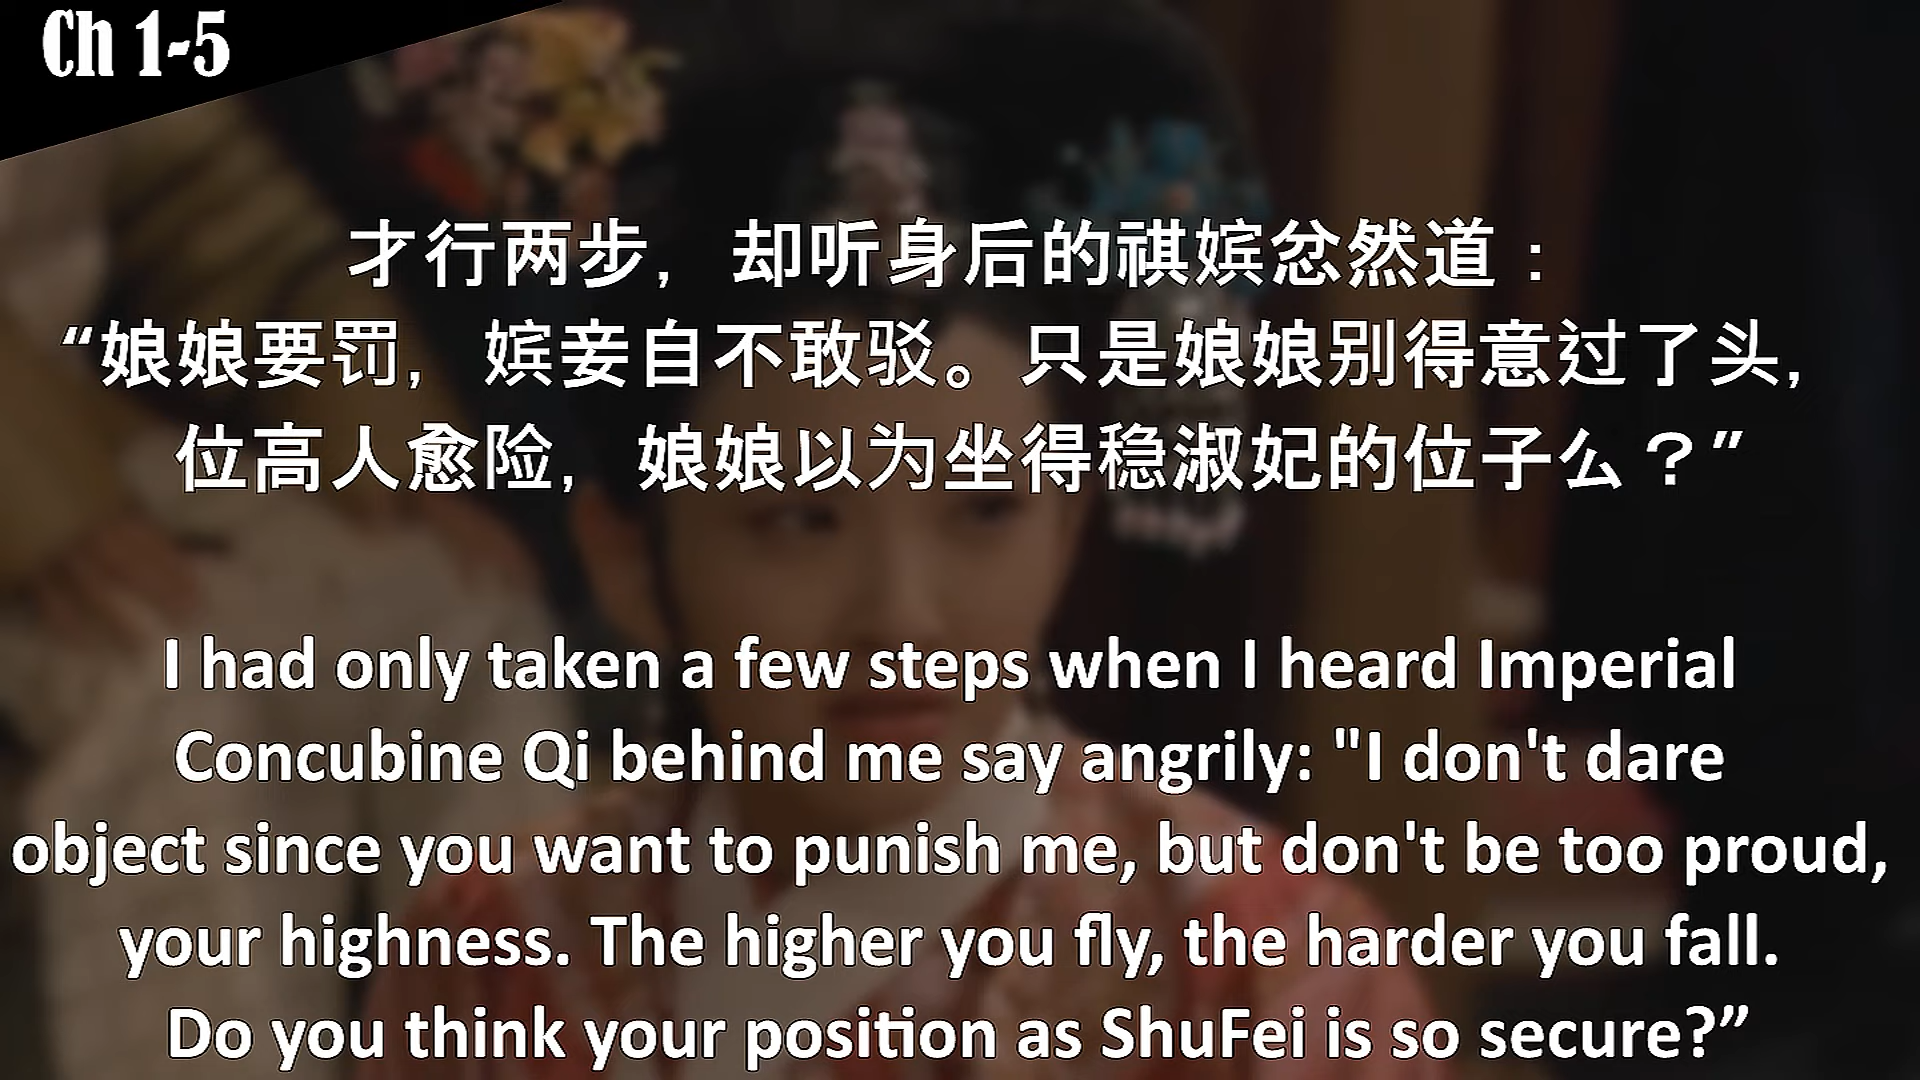 Ch 1-5
才行两步，却听身后的祺嫔忿然道：
“娘娘要罚，嫔妾自不敢驳。只是娘娘别得意过了头，
位高人愈险，娘娘以为坐得稳淑妃的位子么？”
I had only taken a few steps when I heard Imperial
Concubine Qi behind me say angrily: "I don't dare
object since you want to punish me, but don't be too proud,
your highness. The higher you fly, the harder you fall.
Do you think your position as ShuFei is so secure?”